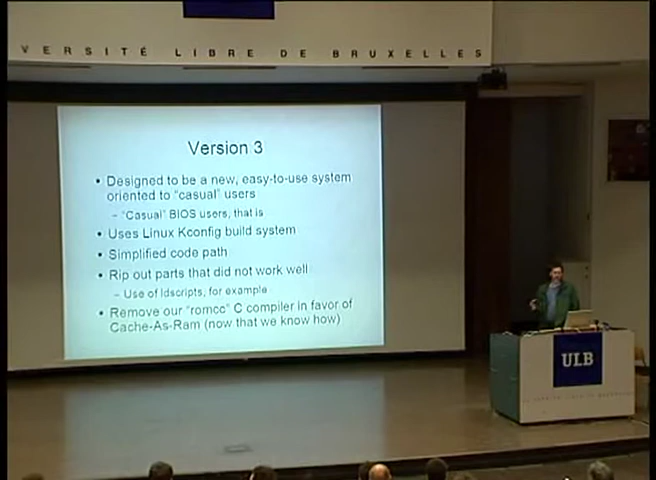 VERSITÉ LIBRE DE BRUXELLES
Version 3
• Designed to be a new, easy-to-use system
oriented to "casual" users
– "Casual" BIOS users, that is
• Uses Linux Kconfig build system
• Simplified code path
• Rip out parts that did not work well
– Use of ldscripts, for example
• Remove our "romcc" C compiler in favor of
Cache-As-Ram (now that we know how)
ULB